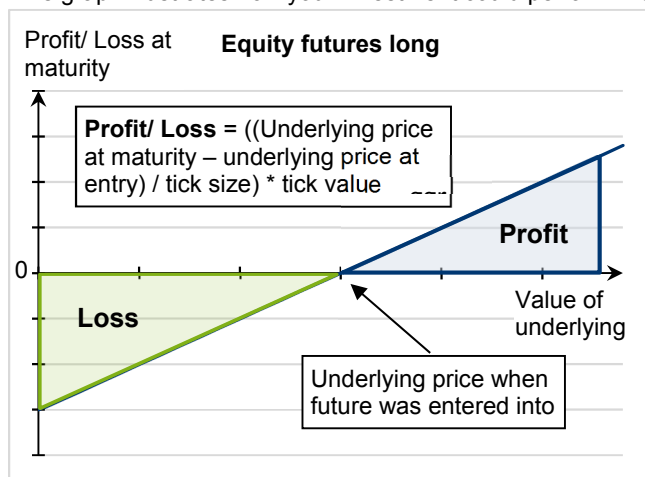 Profit/ Loss at
maturity
Equity futures long
Profit/ Loss = ((Underlying price
at maturity – underlying price at
entry) / tick size) * tick value
Profit
0
Loss
Value of
underlying
Underlying price when
future was entered into